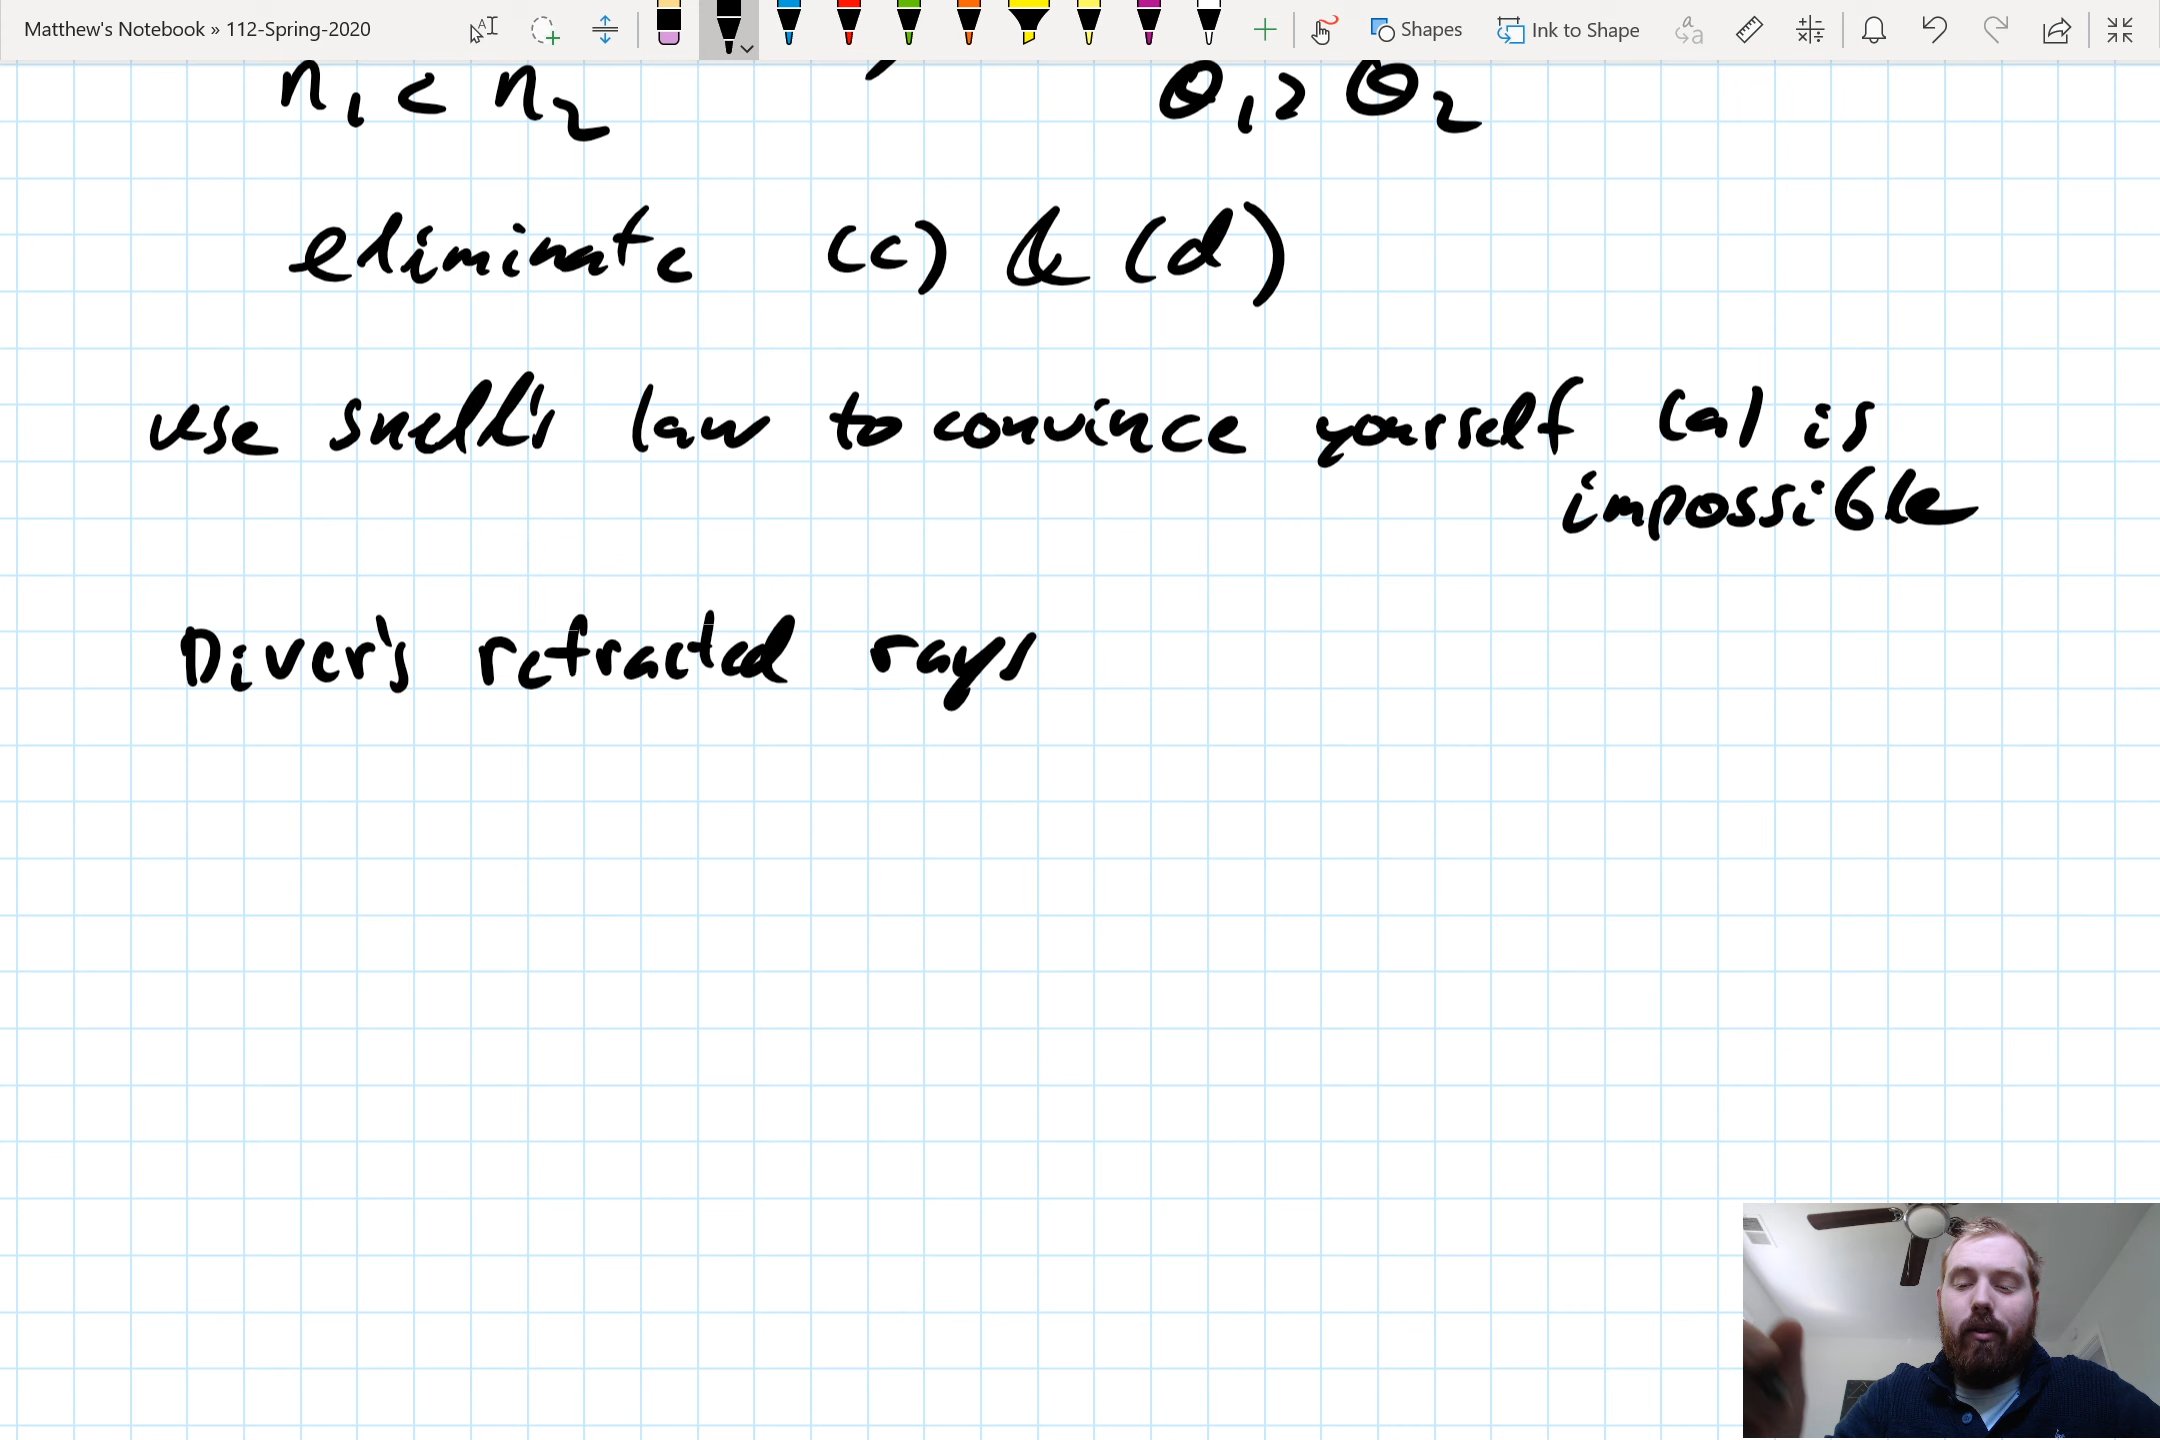 Matthew's Notebook » 112-Spring-2020
Shapes
Ink to Shape
n₁ < n₂ , θ₁ > θ₂
eliminate (c) & (d)
use snell's law to convince yourself (a) is
impossible
Diver's refracted rays